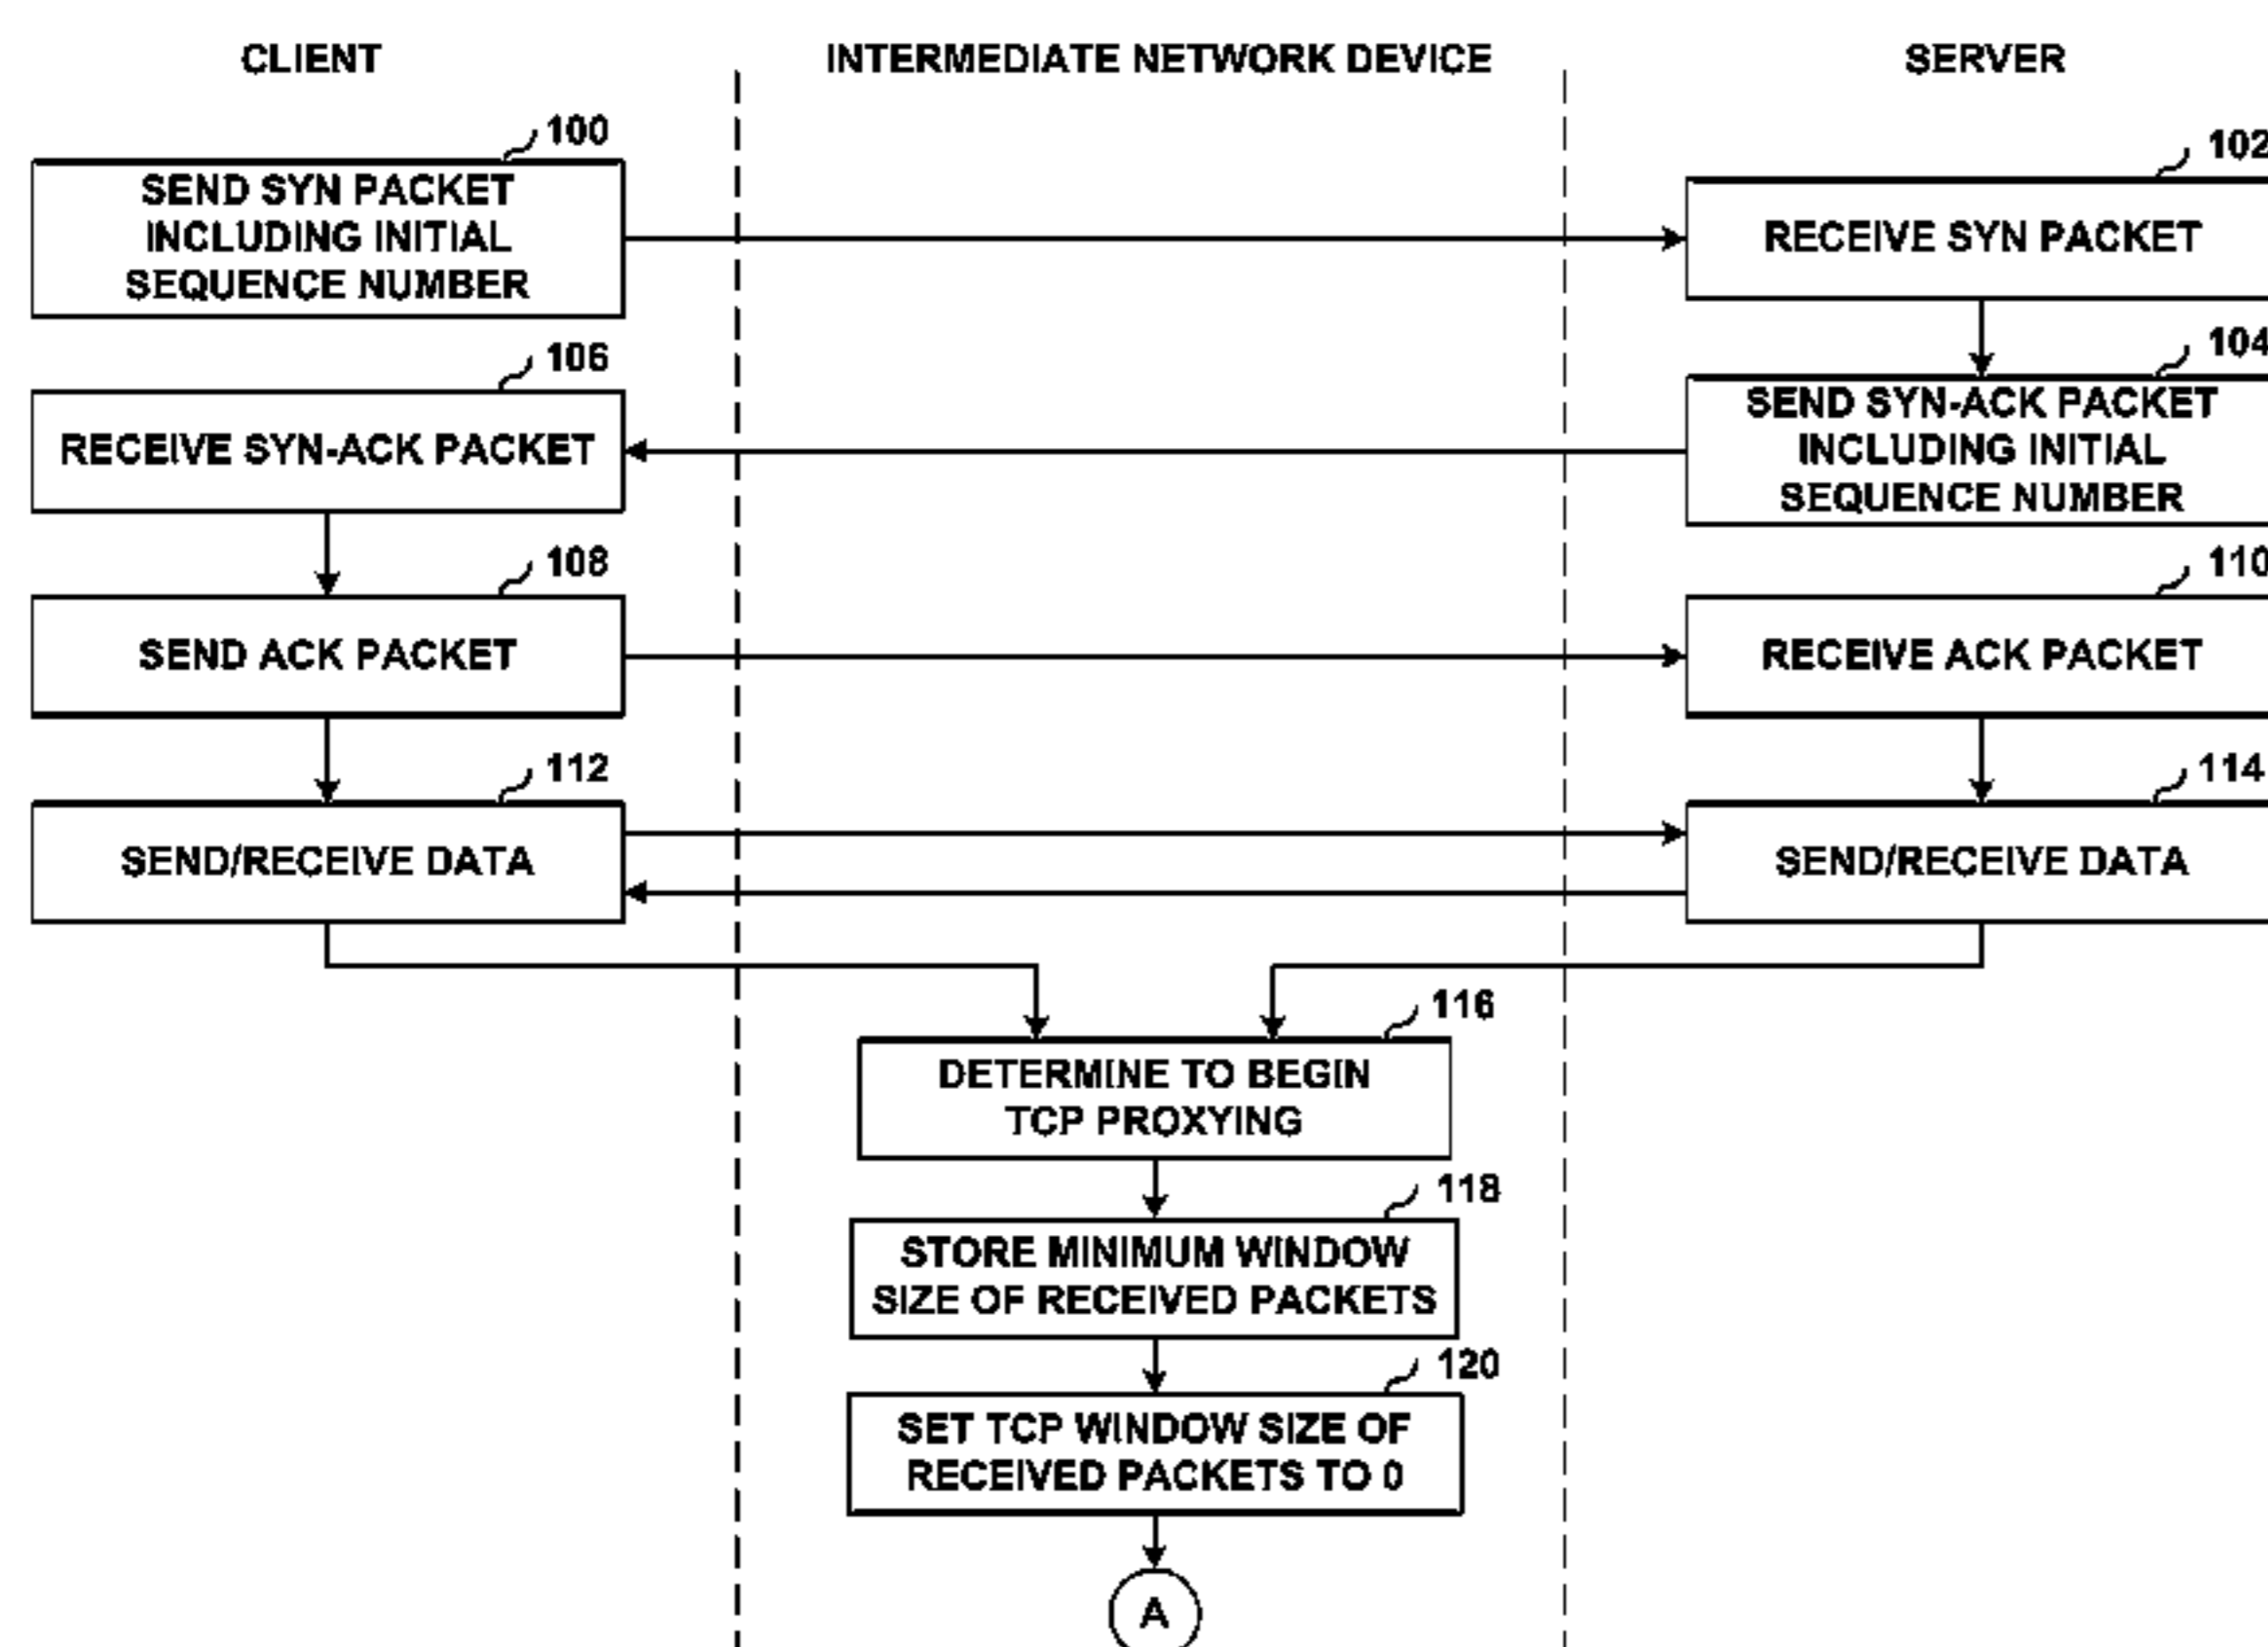 CLIENT
INTERMEDIATE NETWORK DEVICE
SERVER
100
SEND SYN PACKET
INCLUDING INITIAL
SEQUENCE NUMBER
102
RECEIVE SYN PACKET
104
SEND SYN-ACK PACKET
INCLUDING INITIAL
SEQUENCE NUMBER
106
RECEIVE SYN-ACK PACKET
108
SEND ACK PACKET
110
RECEIVE ACK PACKET
112
SEND/RECEIVE DATA
114
SEND/RECEIVE DATA
116
DETERMINE TO BEGIN
TCP PROXYING
118
STORE MINIMUM WINDOW
SIZE OF RECEIVED PACKETS
120
SET TCP WINDOW SIZE OF
RECEIVED PACKETS TO 0
A